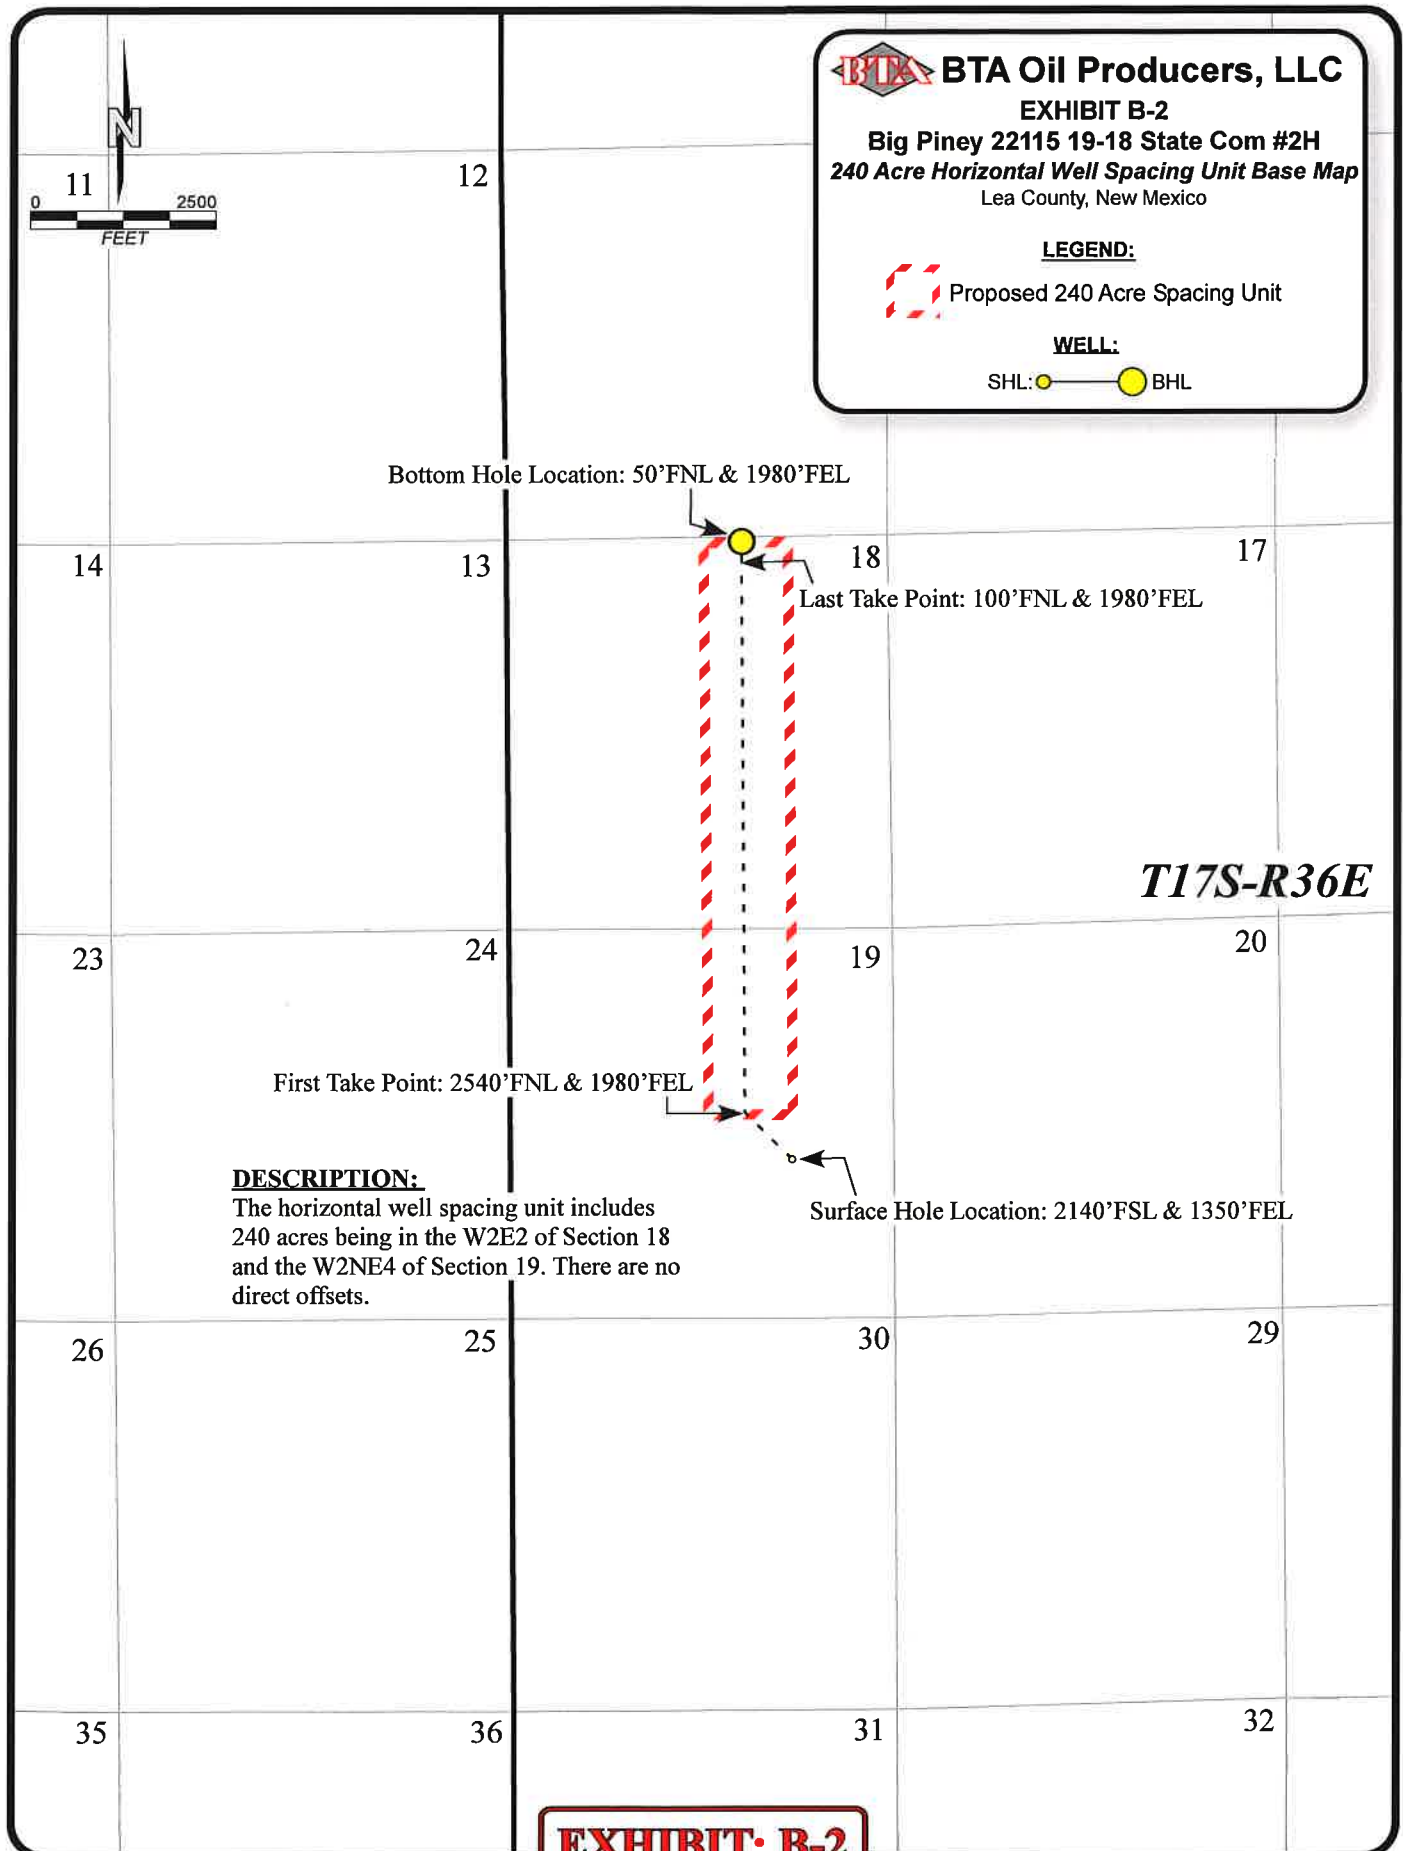 BTA BTA Oil Producers, LLC
EXHIBIT B-2
Big Piney 22115 19-18 State Com #2H
240 Acre Horizontal Well Spacing Unit Base Map
Lea County, New Mexico
LEGEND:
Proposed 240 Acre Spacing Unit
WELL:
SHL: BHL
N
11
12
0 2500
FEET
Bottom Hole Location: 50'FNL & 1980'FEL
14
13
18
17
Last Take Point: 100'FNL & 1980'FEL
T17S-R36E
23
24
19
20
First Take Point: 2540'FNL & 1980'FEL
DESCRIPTION:
The horizontal well spacing unit includes
240 acres being in the W2E2 of Section 18
and the W2NE4 of Section 19. There are no
direct offsets.
Surface Hole Location: 2140'FSL & 1350'FEL
26
25
30
29
35
36
31
32
EXHIBIT: B-2